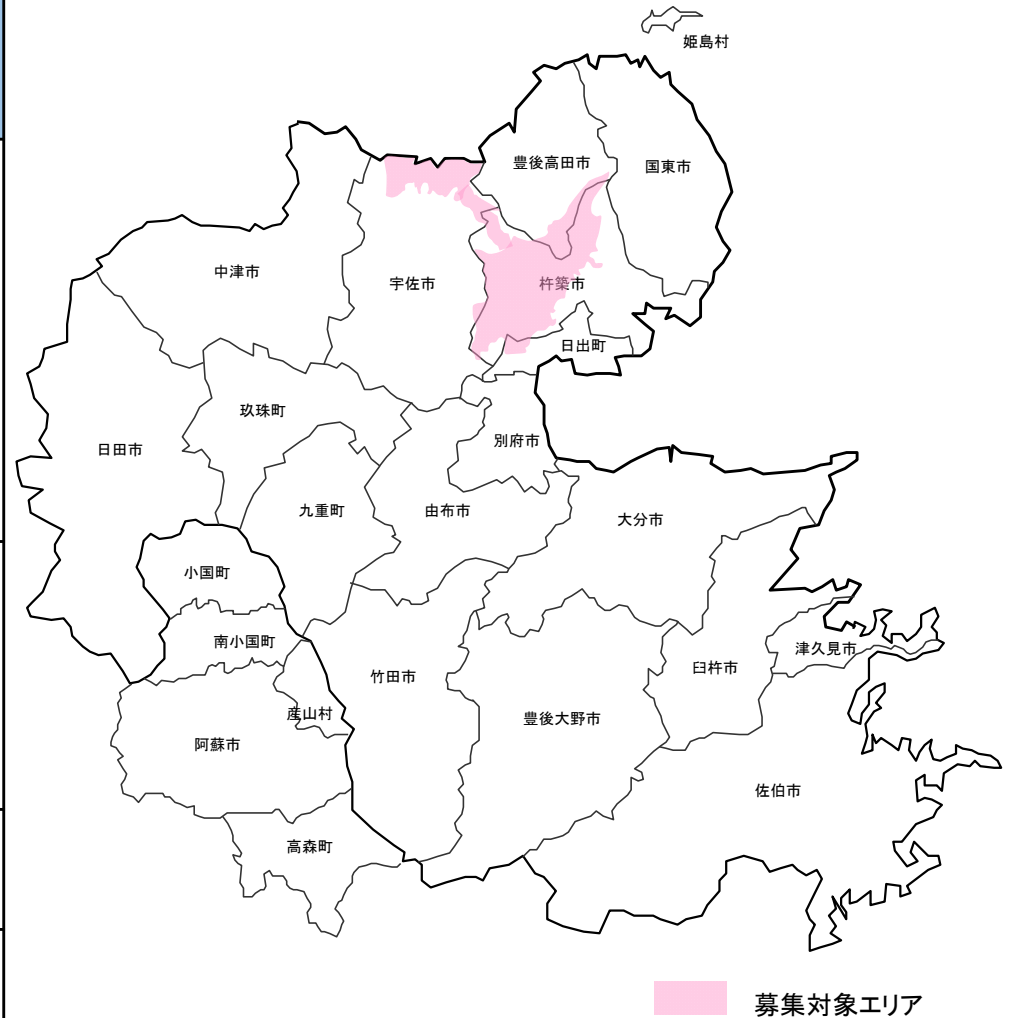 姫島村
豊後高田市
国東市
中津市
宇佐市
杵築市
日出町
玖珠町
別府市
日田市
九重町
由布市
大分市
小国町
南小国町
津久見市
竹田市
臼杵市
産山村
豊後大野市
阿蘇市
佐伯市
高森町
募集対象エリア